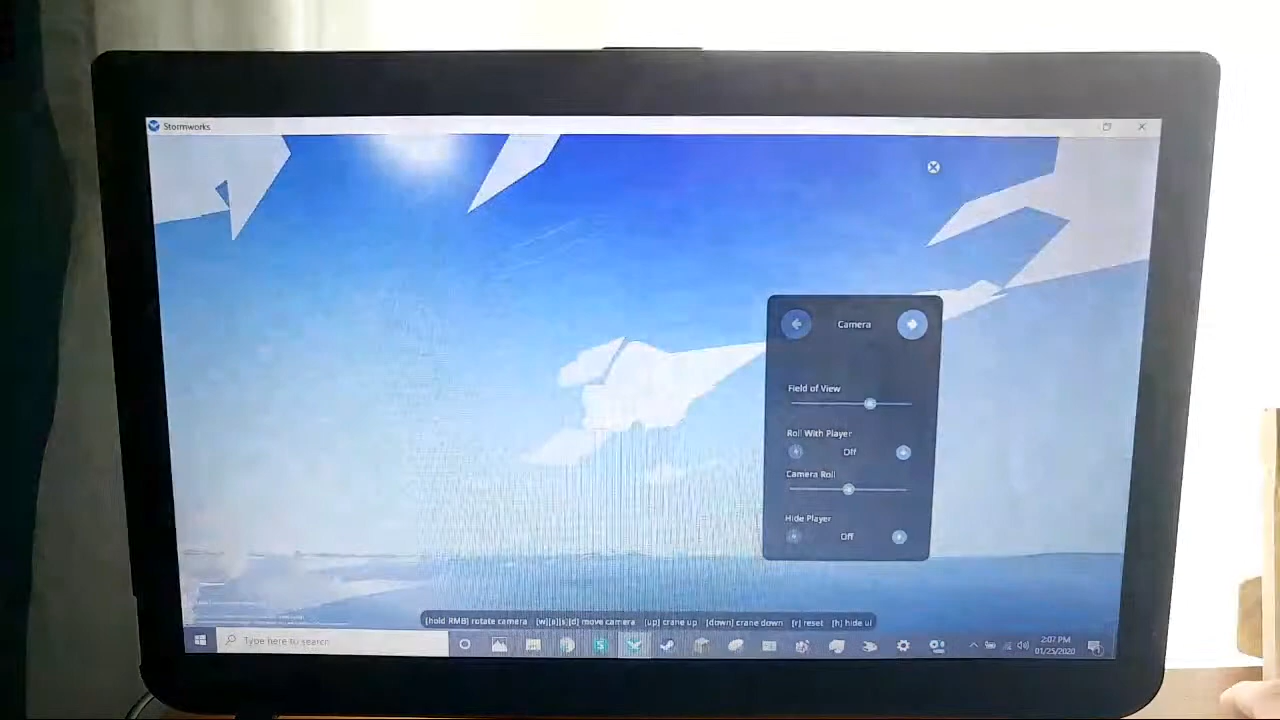 Stormworks
Camera
Field of View
Roll With Player
Off
Camera Roll
Hide Player
Off
[hold RMB] rotate camera [w][a][s][d] move camera [up] crane up [down] crane down [r] reset [h] hide ui
Type here to search
2:07 PM
01/25/2020